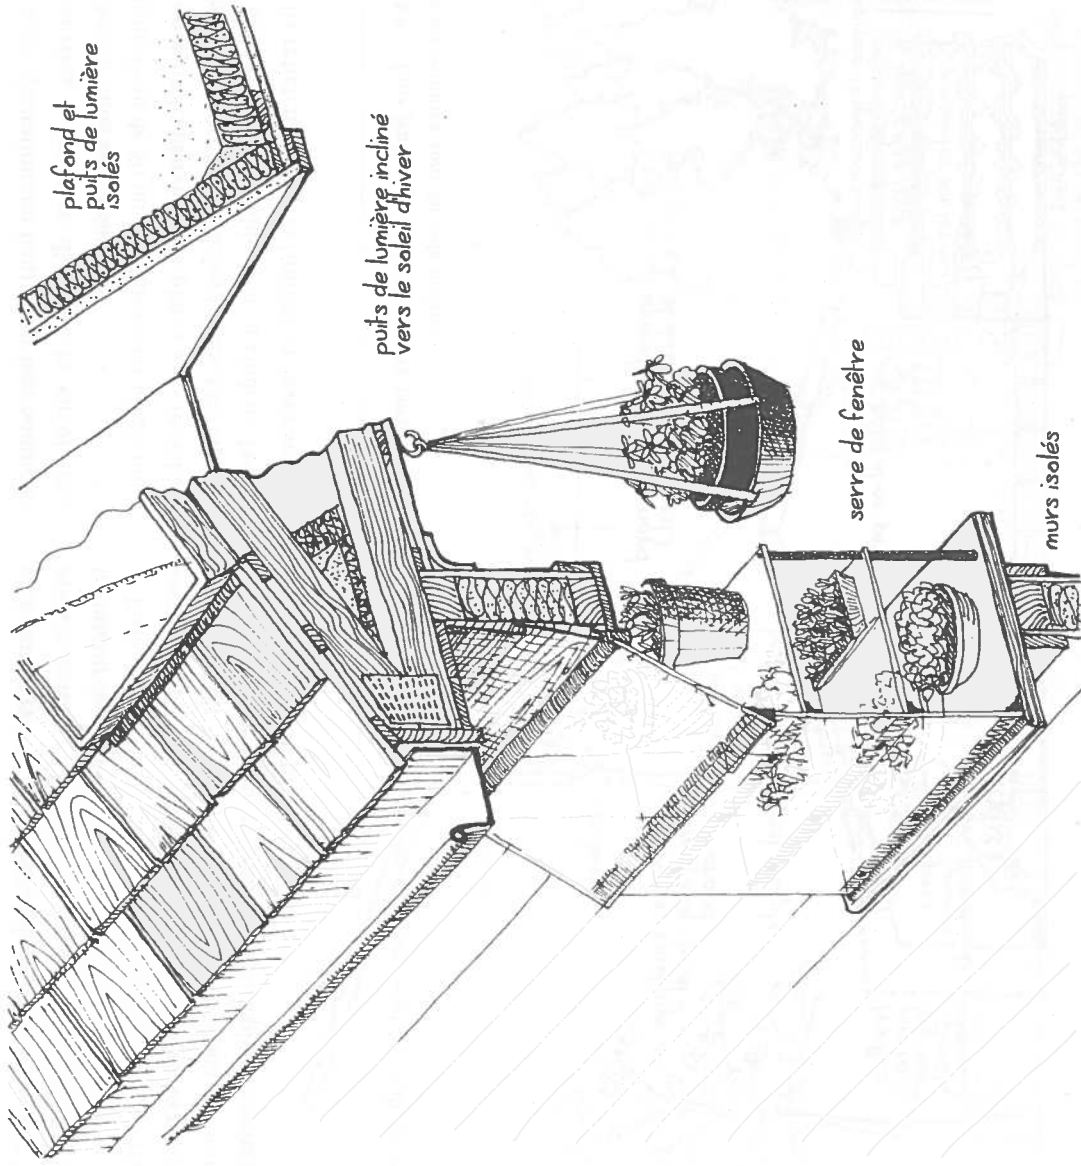 plafond et
puits de lumière
isolés
puits de lumière incliné
vers le soleil d'hiver
serre de fenêtre
murs isolés